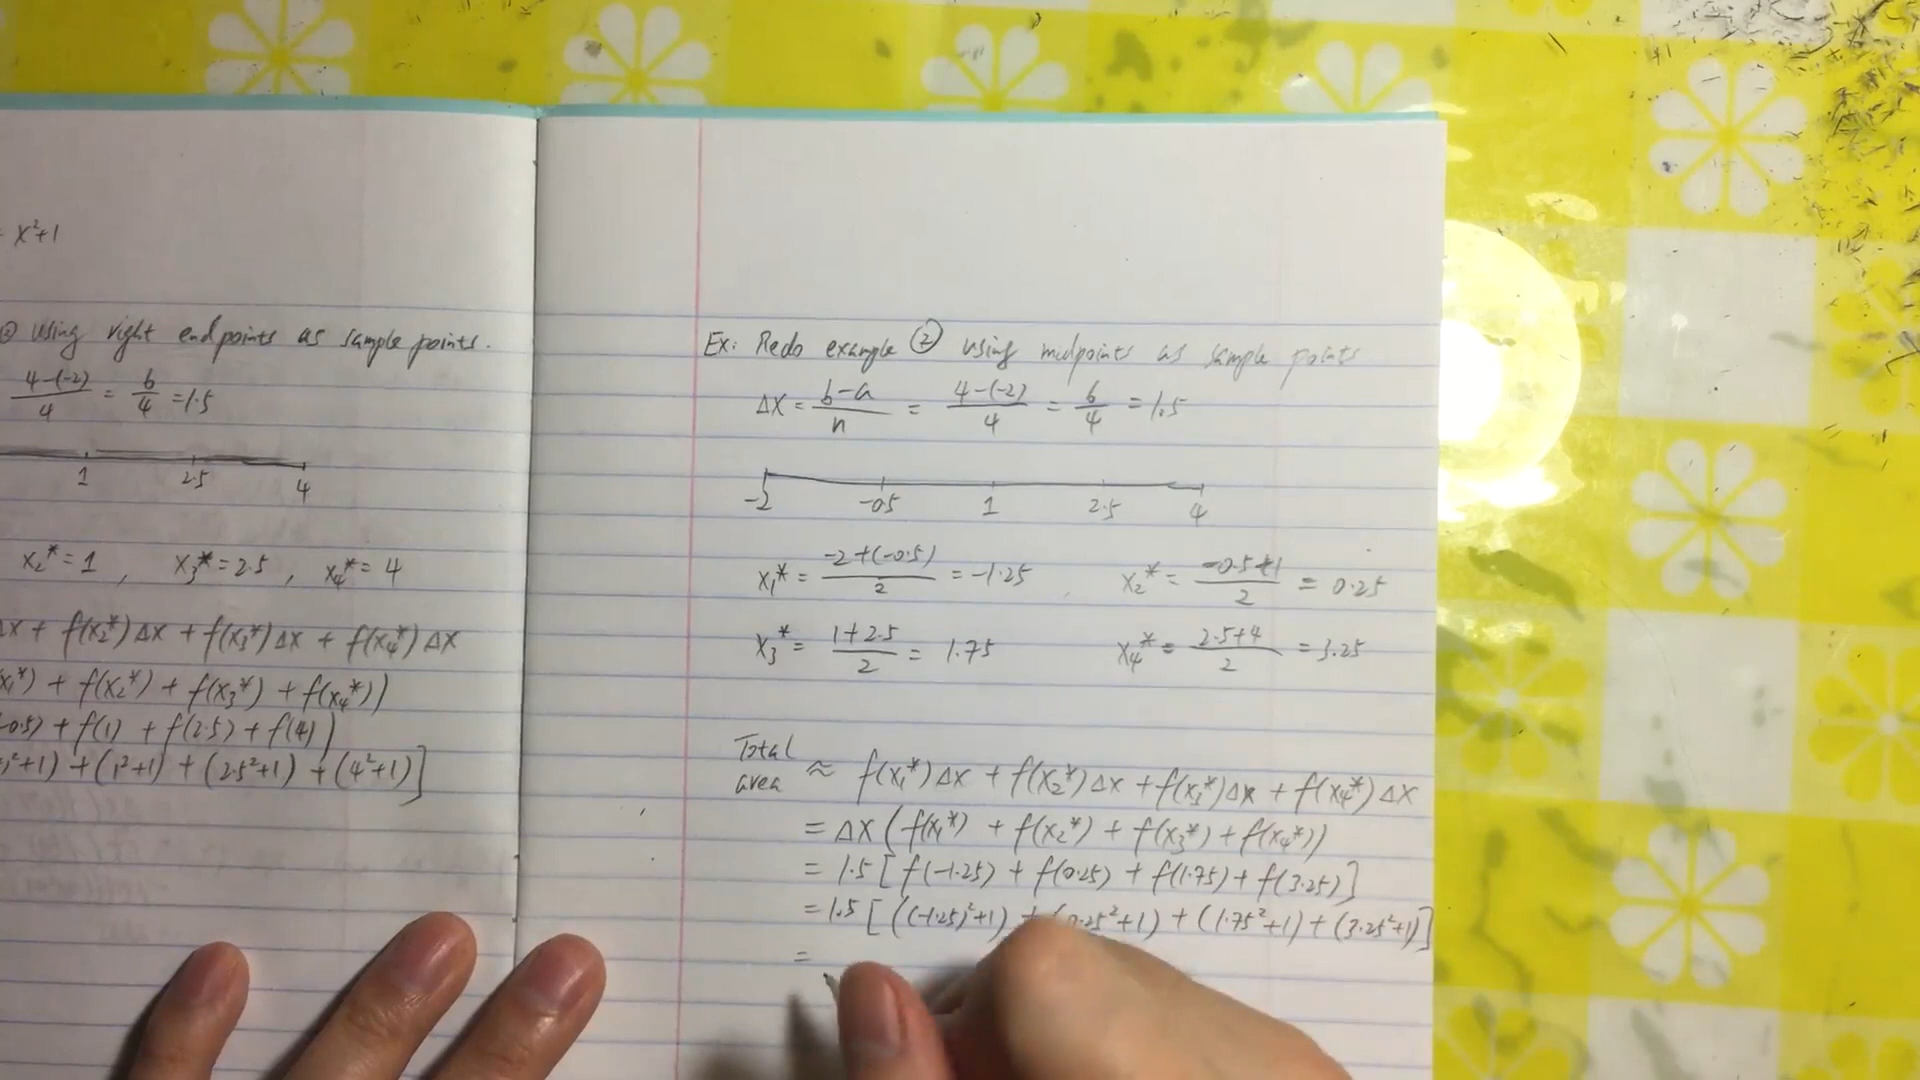 = x²+1
② Using right endpoints as sample points.
4-(-2)/4 = 6/4 = 1.5
1 2.5 4
x₂* = 1 , x₃* = 2.5 , x₄* = 4
Δx + f(x₂*)Δx + f(x₃*)Δx + f(x₄*)Δx
x₁*) + f(x₂*) + f(x₃*) + f(x₄*))
-0.5) + f(1) + f(2.5) + f(4))
)²+1) + (1²+1) + (2.5²+1) + (4²+1)]
Ex: Redo example ② using midpoints as sample points
Δx = b-a/n = 4-(-2)/4 = 6/4 = 1.5
-2 -0.5 1 2.5 4
x₁* = -2+(-0.5)/2 = -1.25 , x₂* = -0.5+1/2 = 0.25
x₃* = 1+2.5/2 = 1.75 x₄* = 2.5+4/2 = 3.25
Total area ≈ f(x₁*)Δx + f(x₂*)Δx + f(x₃*)Δx + f(x₄*)Δx
= Δx (f(x₁*) + f(x₂*) + f(x₃*) + f(x₄*))
= 1.5 [f(-1.25) + f(0.25) + f(1.75) + f(3.25)]
= 1.5 [((-1.25)²+1) + (0.25²+1) + (1.75²+1) + (3.25²+1)]
=